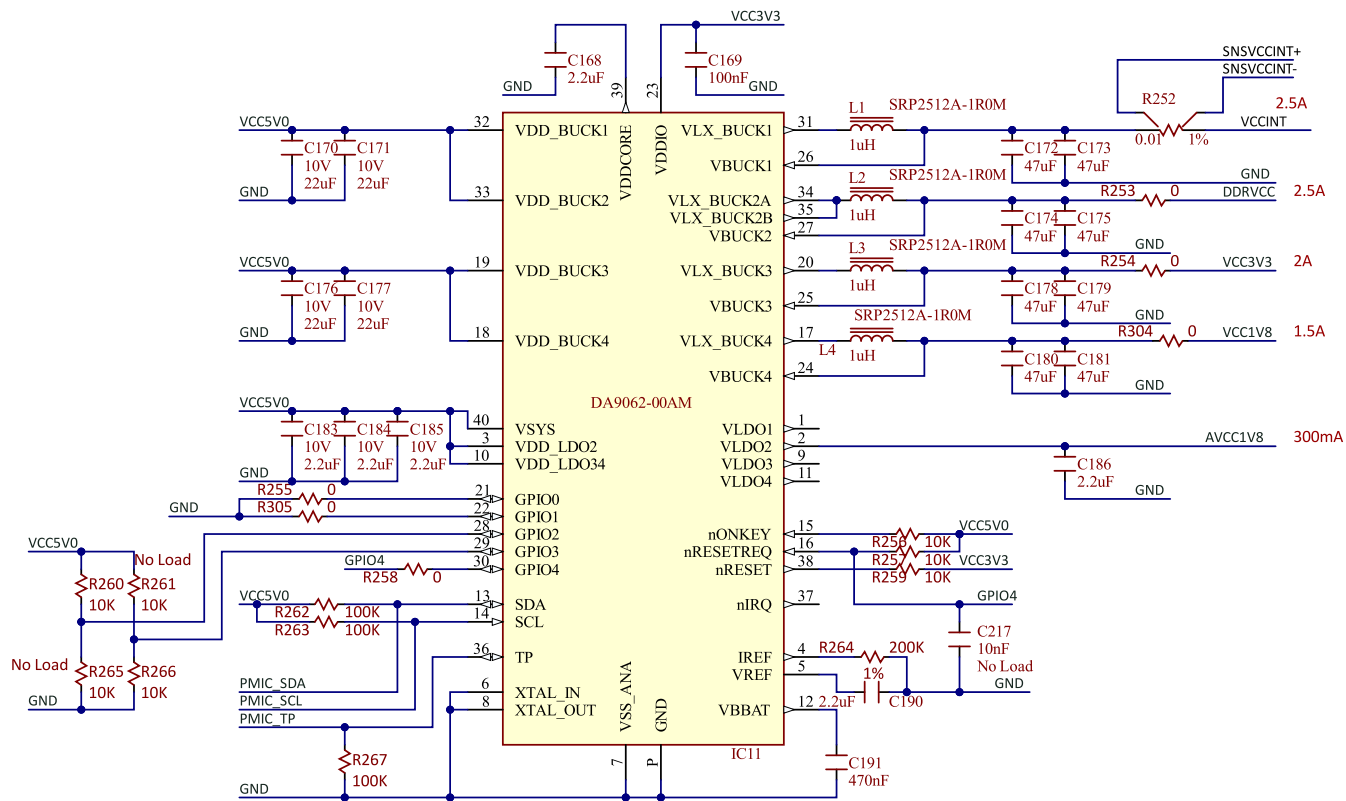 VCC3V3
C168
2.2uF
C169
100nF
GND
GND
39
23
SNSVCCINT+
SNSVCCINT-
R252
2.5A
VCCINT
0.01
1%
VCC5V0
C170
10V
22uF
C171
10V
22uF
GND
32
33
VDD_BUCK1
VDD_BUCK2
VDDCORE
VDDIO
VLX_BUCK1
VBUCK1
31
26
L1
SRP2512A-1R0M
1uH
C172
47uF
C173
47uF
GND
VLX_BUCK2A
VLX_BUCK2B
VBUCK2
34
35
27
L2
SRP2512A-1R0M
1uH
R253
0
DDRVCC
2.5A
C174
47uF
C175
47uF
GND
VCC5V0
C176
10V
22uF
C177
10V
22uF
GND
19
18
VDD_BUCK3
VDD_BUCK4
VLX_BUCK3
VBUCK3
20
25
L3
SRP2512A-1R0M
1uH
R254
0
VCC3V3
2A
C178
47uF
C179
47uF
GND
VLX_BUCK4
VBUCK4
17
24
L4
SRP2512A-1R0M
1uH
R304
0
VCC1V8
1.5A
C180
47uF
C181
47uF
GND
DA9062-00AM
VCC5V0
C183
10V
2.2uF
C184
10V
2.2uF
C185
10V
2.2uF
GND
40
3
10
VSYS
VDD_LDO2
VDD_LDO34
VLDO1
VLDO2
VLDO3
VLDO4
1
2
9
11
AVCC1V8
300mA
C186
2.2uF
GND
R255
0
R305
0
GND
21
22
28
29
30
GPIO0
GPIO1
GPIO2
GPIO3
GPIO4
GPIO4
R258
0
nONKEY
nRESETREQ
nRESET
nIRQ
15
16
38
37
R256
10K
R257
10K
R259
10K
VCC5V0
VCC3V3
GPIO4
C217
10nF
No Load
VCC5V0
No Load
R260
10K
R261
10K
No Load
R265
10K
R266
10K
GND
VCC5V0
R262
100K
R263
100K
13
14
36
SDA
SCL
TP
PMIC_SDA
PMIC_SCL
PMIC_TP
6
8
XTAL_IN
XTAL_OUT
VSS_ANA
GND
IREF
VREF
VBBAT
4
5
12
R264
200K
1%
2.2uF
C190
GND
R267
100K
GND
7
P
IC11
C191
470nF